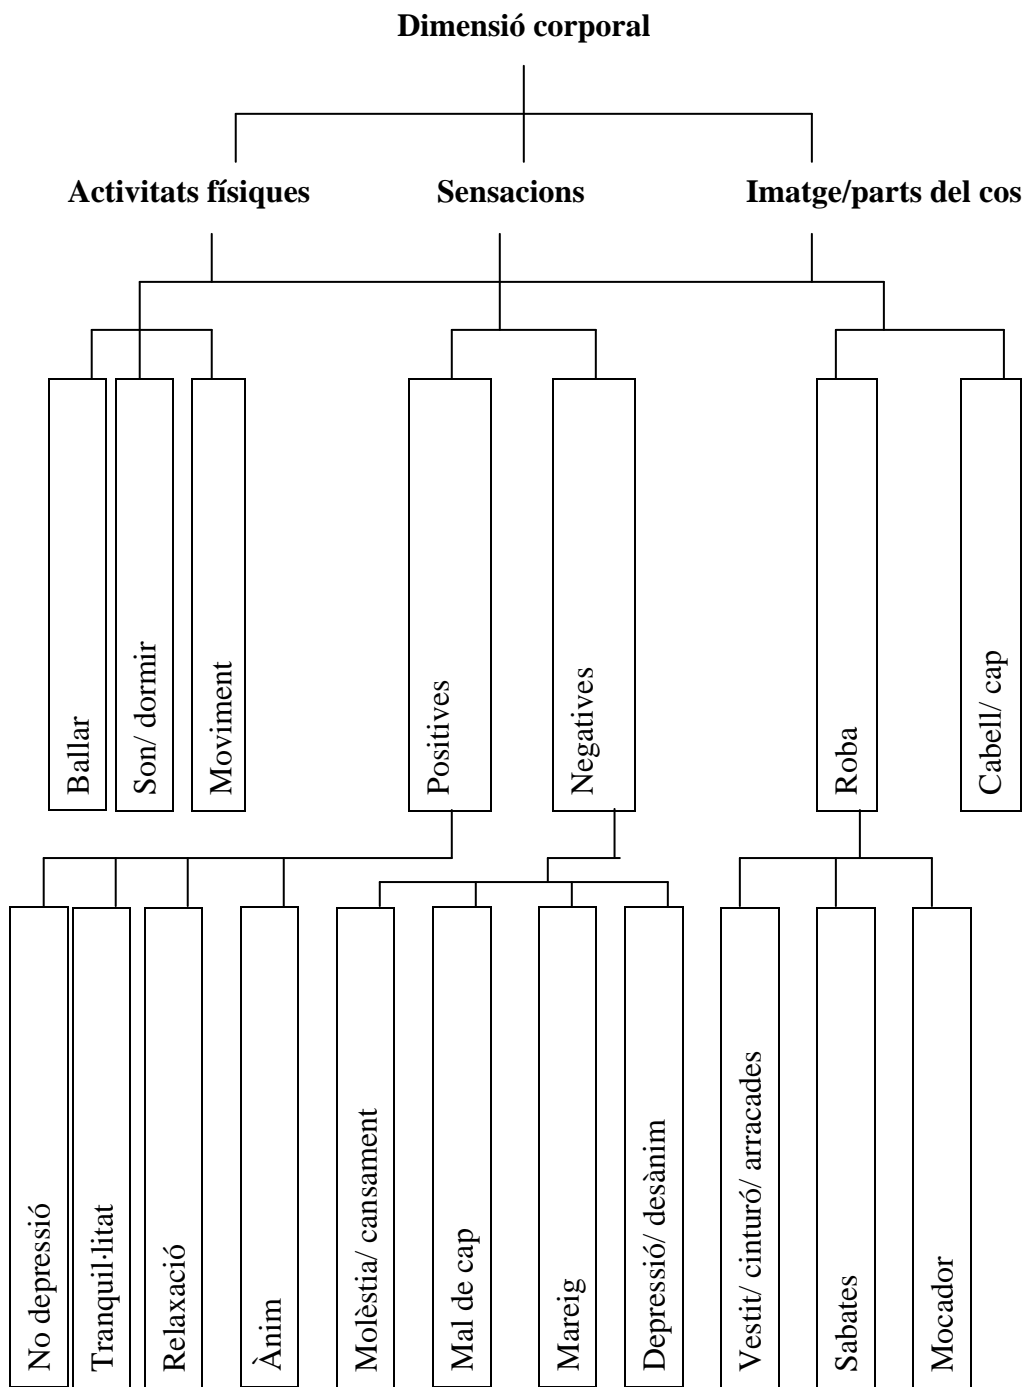 Dimensió corporal
Activitats físiques
Sensacions
Imatge/parts del cos
Ballar
Son/ dormir
Moviment
Positives
Negatives
Roba
Cabell/ cap
No depressió
Tranquil·litat
Relaxació
Ànim
Molèstia/ cansament
Mal de cap
Mareig
Depressió/ desànim
Vestit/ cinturó/ arracades
Sabates
Mocador